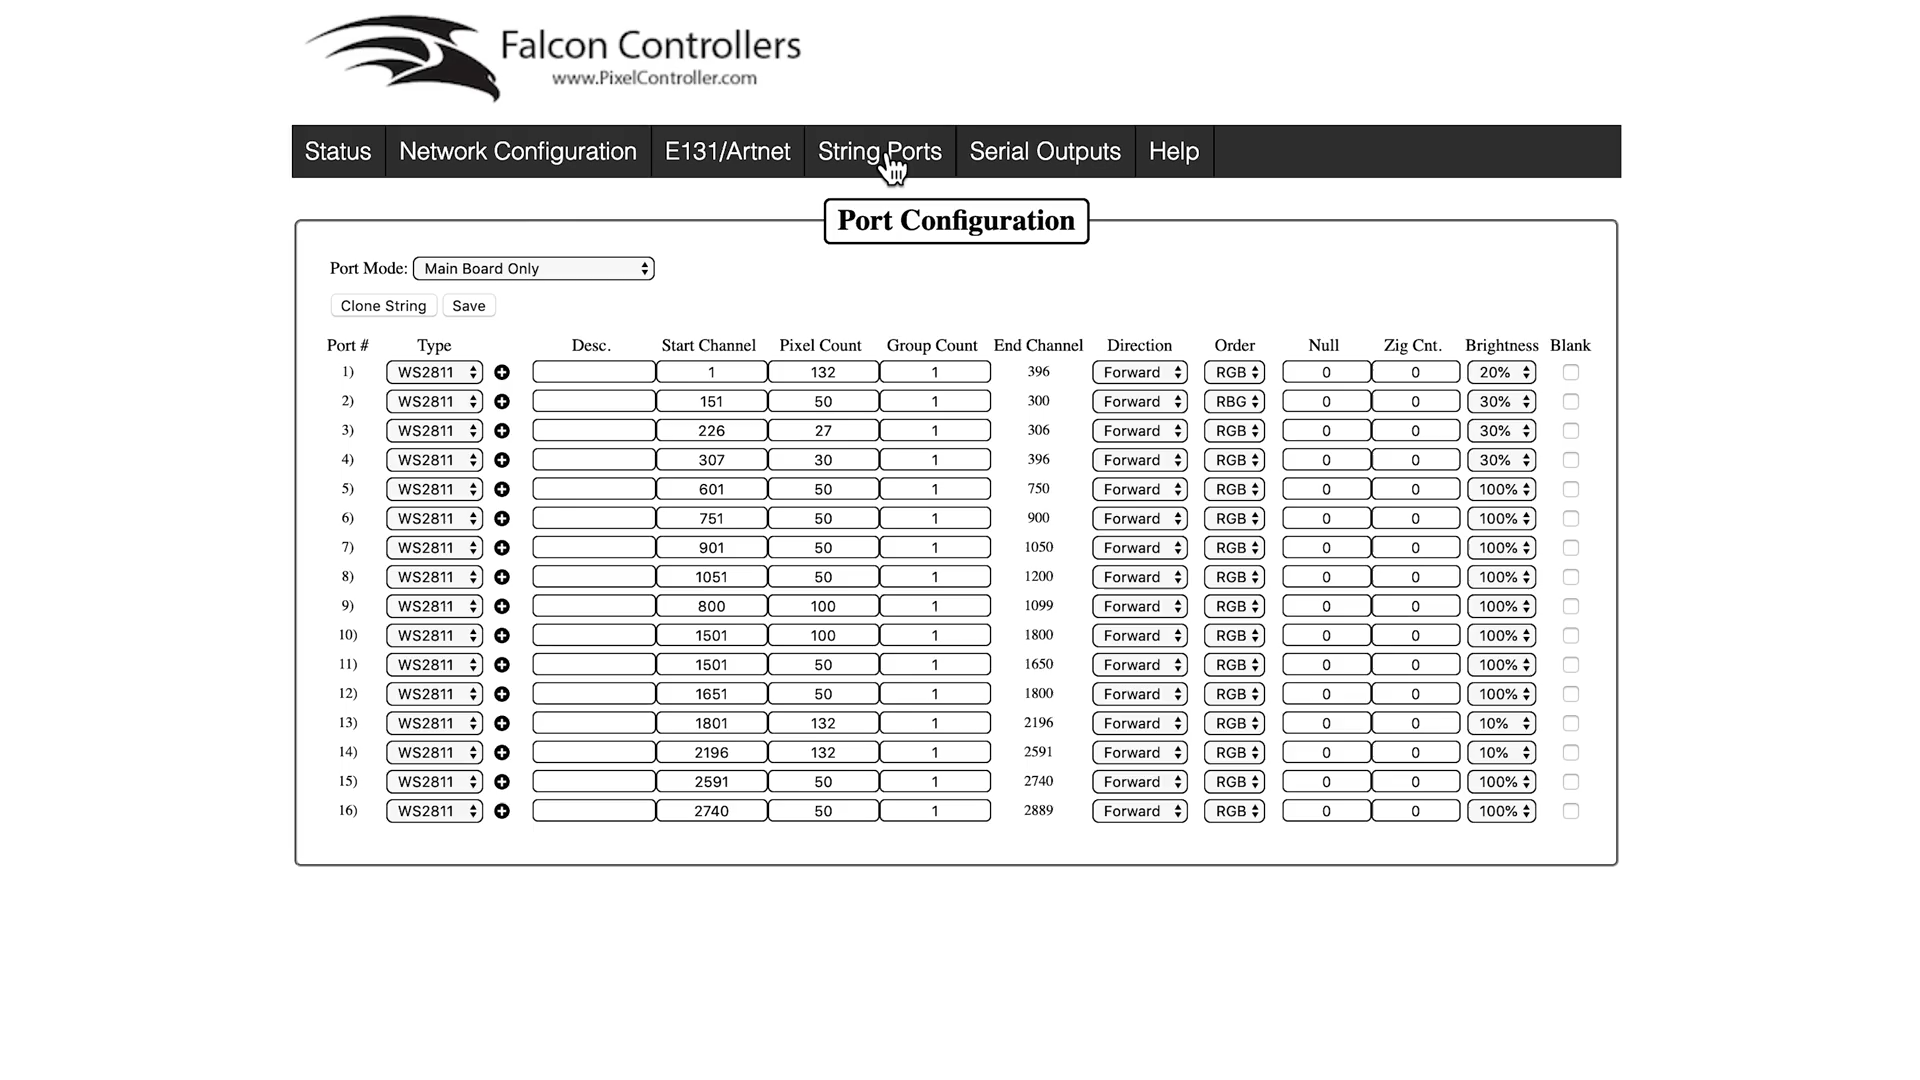 Falcon Controllers
www.PixelController.com
Status Network Configuration E131/Artnet String Ports Serial Outputs Help
Port Configuration
Port Mode: Main Board Only
Clone String Save
Port # Type Desc. Start Channel Pixel Count Group Count End Channel Direction Order Null Zig Cnt. Brightness Blank
1) WS2811 1 132 1 396 Forward RGB 0 0 20%
2) WS2811 151 50 1 300 Forward RBG 0 0 30%
3) WS2811 226 27 1 306 Forward RGB 0 0 30%
4) WS2811 307 30 1 396 Forward RGB 0 0 30%
5) WS2811 601 50 1 750 Forward RGB 0 0 100%
6) WS2811 751 50 1 900 Forward RGB 0 0 100%
7) WS2811 901 50 1 1050 Forward RGB 0 0 100%
8) WS2811 1051 50 1 1200 Forward RGB 0 0 100%
9) WS2811 800 100 1 1099 Forward RGB 0 0 100%
10) WS2811 1501 100 1 1800 Forward RGB 0 0 100%
11) WS2811 1501 50 1 1650 Forward RGB 0 0 100%
12) WS2811 1651 50 1 1800 Forward RGB 0 0 100%
13) WS2811 1801 132 1 2196 Forward RGB 0 0 10%
14) WS2811 2196 132 1 2591 Forward RGB 0 0 10%
15) WS2811 2591 50 1 2740 Forward RGB 0 0 100%
16) WS2811 2740 50 1 2889 Forward RGB 0 0 100%